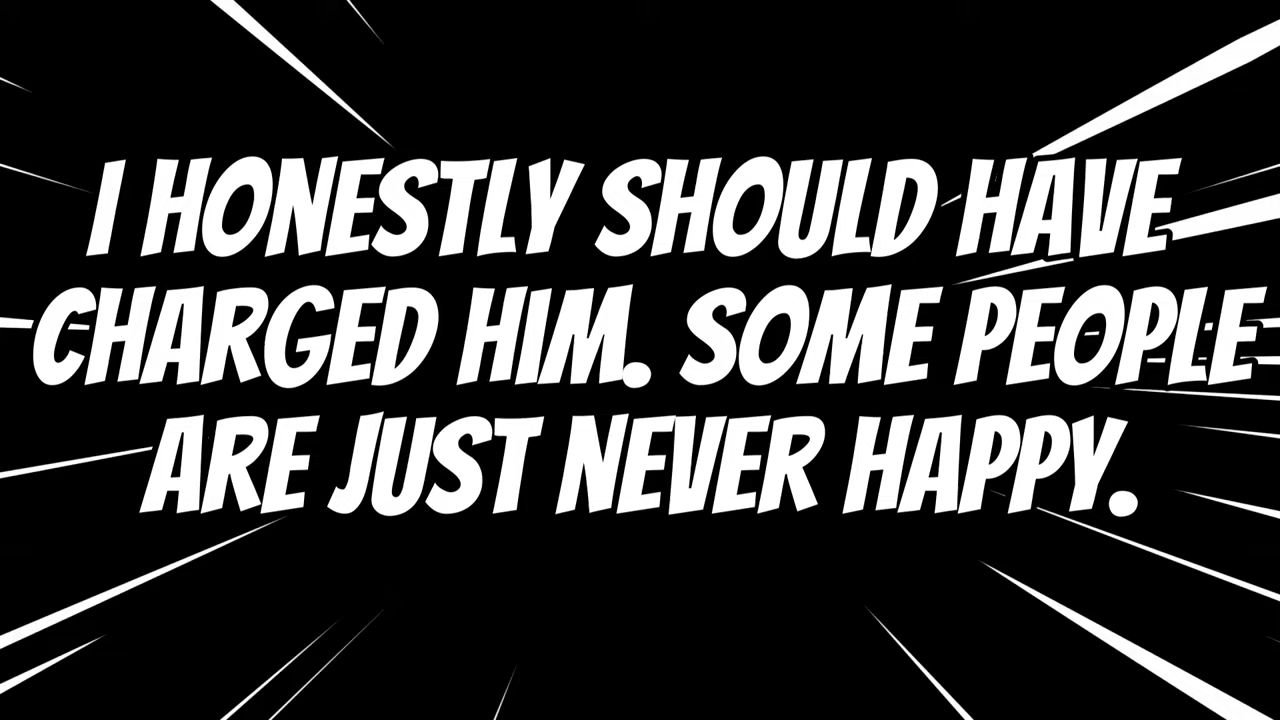 I HONESTLY SHOULD HAVE
CHARGED HIM. SOME PEOPLE
ARE JUST NEVER HAPPY.